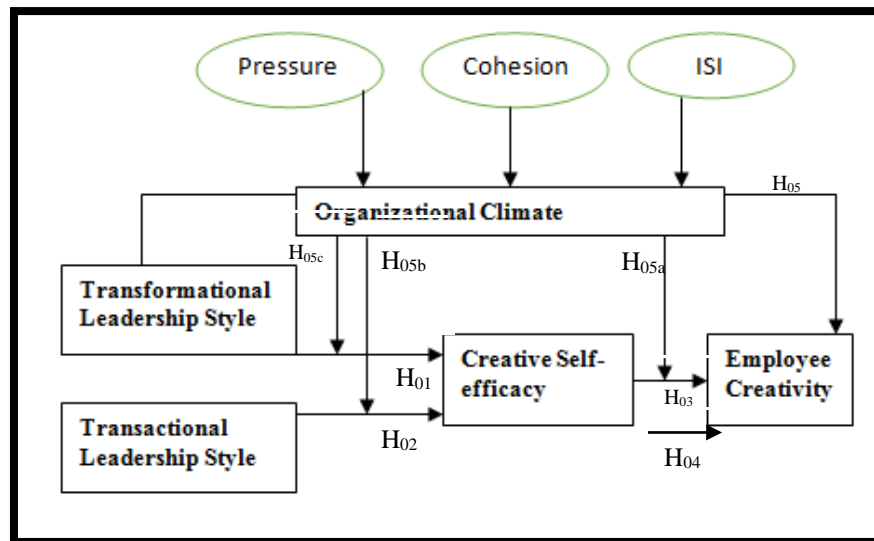 Pressure
Cohesion
ISI
H05
Organizational Climate
H05c
H05b
H05a
Transformational
Leadership Style
H01
Creative Self-
efficacy
Employee
Creativity
H03
Transactional
Leadership Style
H02
H04